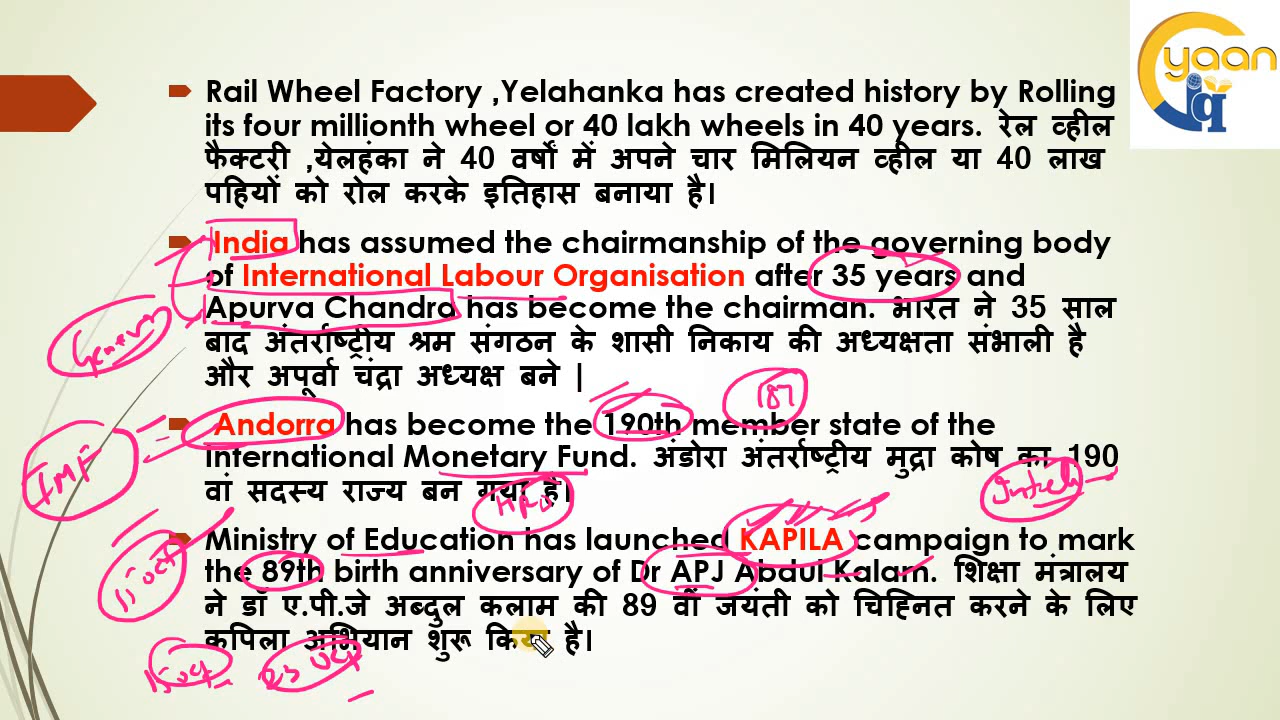 yaan
iq
Rail Wheel Factory ,Yelahanka has created history by Rolling
its four millionth wheel or 40 lakh wheels in 40 years. रेल व्हील
फैक्टरी ,येलहंका ने 40 वर्षों में अपने चार मिलियन व्हील या 40 लाख
पहियों को रोल करके इतिहास बनाया है।
India has assumed the chairmanship of the governing body
of International Labour Organisation after 35 years and
Apurva Chandra has become the chairman. भारत ने 35 साल
बाद अंतर्राष्ट्रीय श्रम संगठन के शासी निकाय की अध्यक्षता संभाली है
और अपूर्वा चंद्रा अध्यक्ष बने |
Geneva
187
Andorra has become the 190th member state of the
International Monetary Fund. अंडोरा अंतर्राष्ट्रीय मुद्रा कोष का 190
वां सदस्य राज्य बन गया है।
IMF
HRD
Ministry of Education has launched KAPILA campaign to mark
the 89th birth anniversary of Dr APJ Abdul Kalam. शिक्षा मंत्रालय
ने डॉ ए.पी.जे अब्दुल कलाम की 89 वीं जयंती को चिह्नित करने के लिए
कपिला अभियान शुरू किया है।
15 oct
23 oct